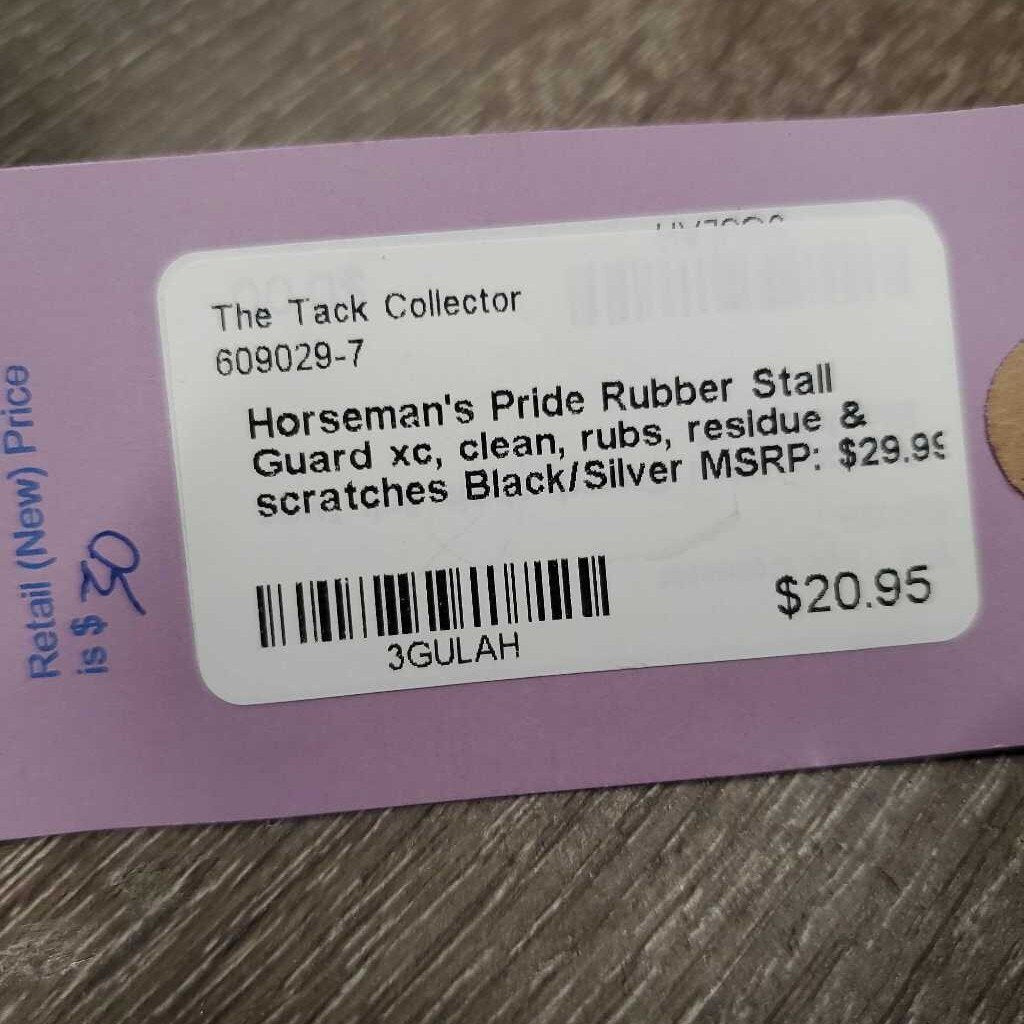 The Tack Collector
609029-7
Horseman's Pride Rubber Stall
Guard xc, clean, rubs, residue &
scratches Black/Silver MSRP: $29.99
$20.95
3GULAH
Retail (New) Price
is $ 30